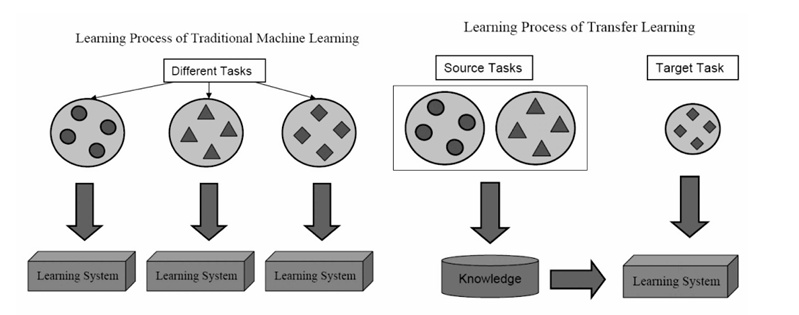 Learning Process of Traditional Machine Learning
Different Tasks
Learning System
Learning System
Learning System
Learning Process of Transfer Learning
Source Tasks
Target Task
Knowledge
Learning System